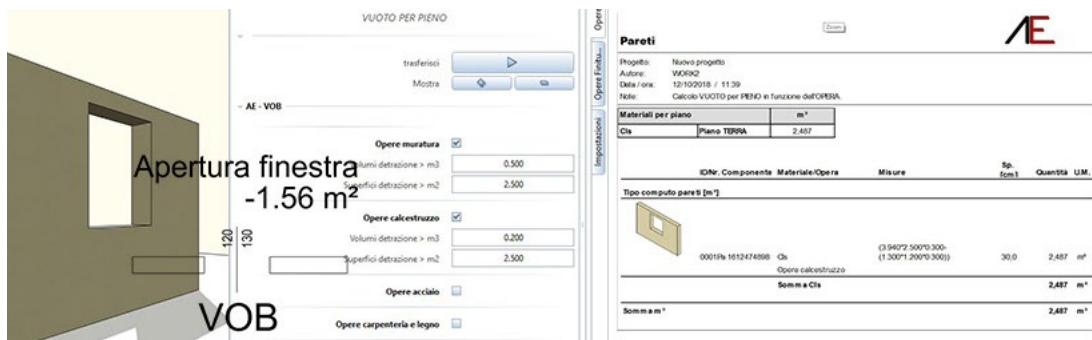 VUOTO PER PIENO
trasferisci
Mostra
AE - VOB
Opere muratura
Volumi detrazione > m3 0.500
Superfici detrazione > m2 2.500
Opere calcestruzzo
Volumi detrazione > m3 0.200
Superfici detrazione > m2 2.500
Opere acciaio
Opere carpenteria e legno
Apertura finestra
-1.56 m²
120
130
VOB
Opere
Opere Finitu...
Impostazioni
Zoom
AE
Pareti
Progetto: Nuovo progetto
Autore: WORK2
Data / ora: 12/10/2018 / 11:39
Note: Calcolo VUOTO per PIENO in funzione dell'OPERA.
Materiali per piano m³
Cls Piano TERRA 2,487
ID/Nr. Componente Materiale/Opera Misure Sp. [cm] Quantità U.M.
Tipo computo pareti [m³]
(3.940*2.500*0.300-
0001Pa 1612474898 Cls (1.300*1.200*0.300)) 30,0 2,487 m³
Opere calcestruzzo
Somma Cls 2,487 m³
Somma m³ 2,487 m³